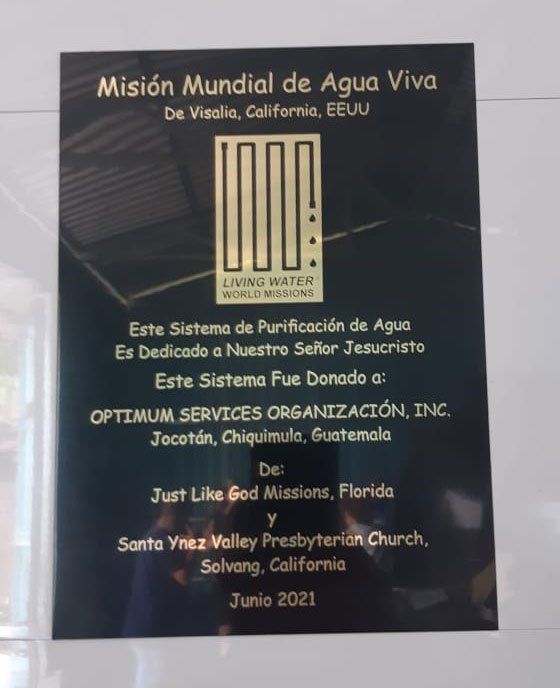 Misión Mundial de Agua Viva
De Visalia, California, EEUU
LIVING WATER
WORLD MISSIONS
Este Sistema de Purificación de Agua
Es Dedicado a Nuestro Señor Jesucristo
Este Sistema Fue Donado a:
OPTIMUM SERVICES ORGANIZACIÓN, INC.
Jocotán, Chiquimula, Guatemala
De:
Just Like God Missions, Florida
y
Santa Ynez Valley Presbyterian Church,
Solvang, California
Junio 2021